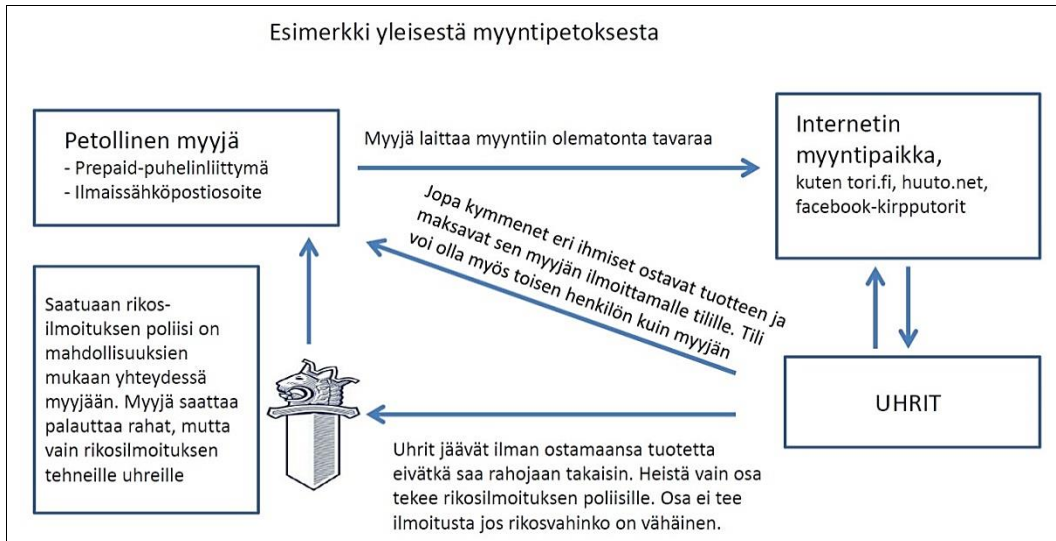 Esimerkki yleisestä myyntipetoksesta
Petollinen myyjä
- Prepaid-puhelinliittymä
- Ilmaissähköpostiosoite
Myyjä laittaa myyntiin olematonta tavaraa
Internetin
myyntipaikka,
kuten tori.fi, huuto.net,
facebook-kirpputorit
Jopa kymmenet eri ihmiset ostavat tuotteen ja
maksavat sen myyjän ilmoittamalle tilille. Tili
voi olla myös toisen henkilön kuin myyjän
Saatuaan rikos-
ilmoituksen poliisi on
mahdollisuuksien
mukaan yhteydessä
myyjään. Myyjä saattaa
palauttaa rahat, mutta
vain rikosilmoituksen
tehneille uhreille
UHRIT
Uhrit jäävät ilman ostamaansa tuotetta
eivätkä saa rahojaan takaisin. Heistä vain osa
tekee rikosilmoituksen poliisille. Osa ei tee
ilmoitusta jos rikosvahinko on vähäinen.